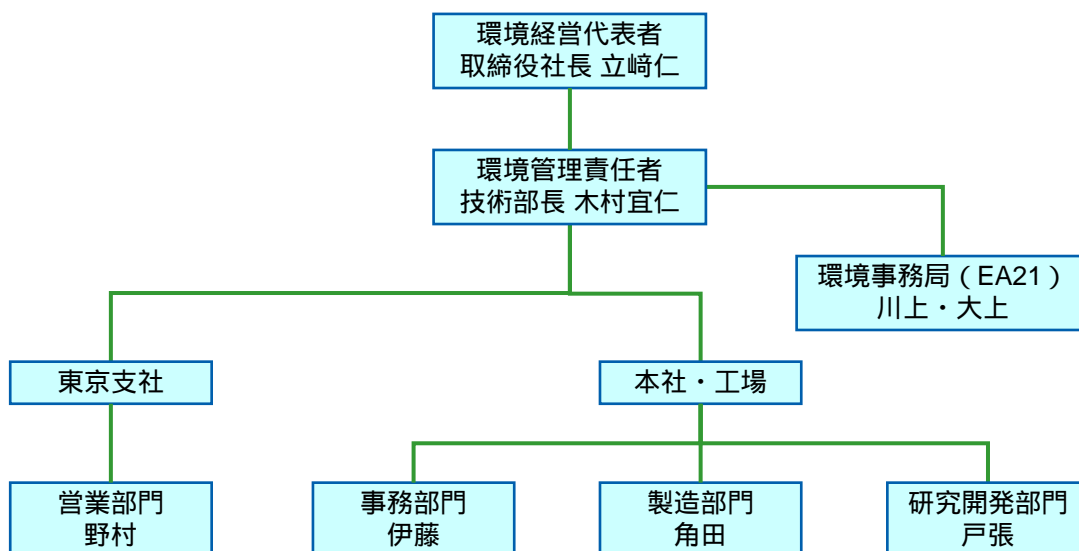 環境経営代表者
取締役社長 立﨑仁
環境管理責任者
技術部長 木村宜仁
環境事務局（EA21）
川上・大上
東京支社
本社・工場
営業部門
野村
事務部門
伊藤
製造部門
角田
研究開発部門
戸張